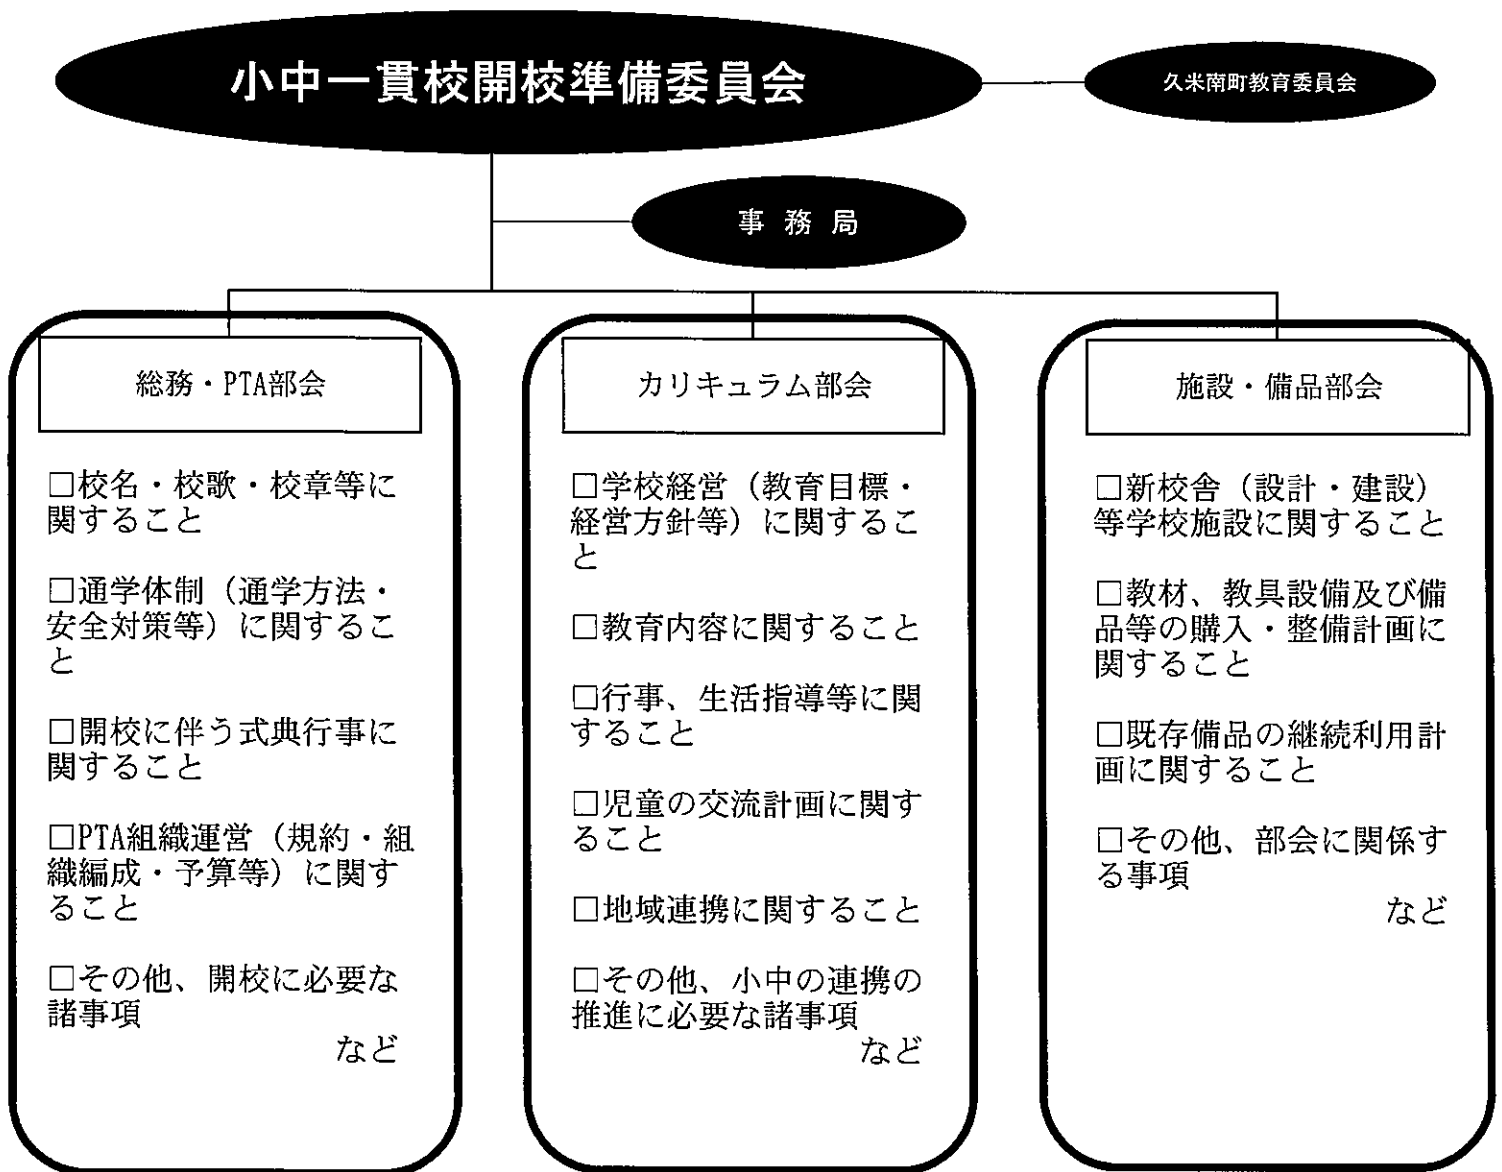 小中一貫校開校準備委員会
久米南町教育委員会
事務局
総務・PTA部会
□校名・校歌・校章等に
関すること
□通学体制（通学方法・
安全対策等）に関するこ
と
□開校に伴う式典行事に
関すること
□PTA組織運営（規約・組
織編成・予算等）に関す
ること
□その他、開校に必要な
諸事項
など
カリキュラム部会
□学校経営（教育目標・
経営方針等）に関するこ
と
□教育内容に関すること
□行事、生活指導等に関
すること
□児童の交流計画に関す
ること
□地域連携に関すること
□その他、小中の連携の
推進に必要な諸事項
など
施設・備品部会
□新校舎（設計・建設）
等学校施設に関すること
□教材、教具設備及び備
品等の購入・整備計画に
関すること
□既存備品の継続利用計
画に関すること
□その他、部会に関係す
る事項
など